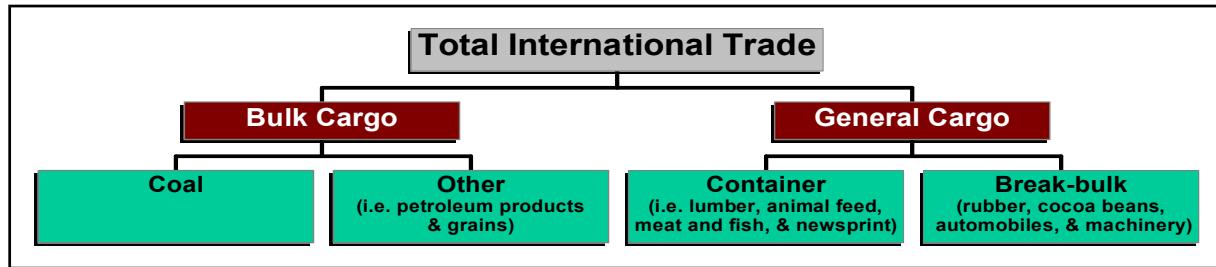 Total International Trade
Bulk Cargo
General Cargo
Coal
Other
(i.e. petroleum products
& grains)
Container
(i.e. lumber, animal feed,
meat and fish, & newsprint)
Break-bulk
(rubber, cocoa beans,
automobiles, & machinery)